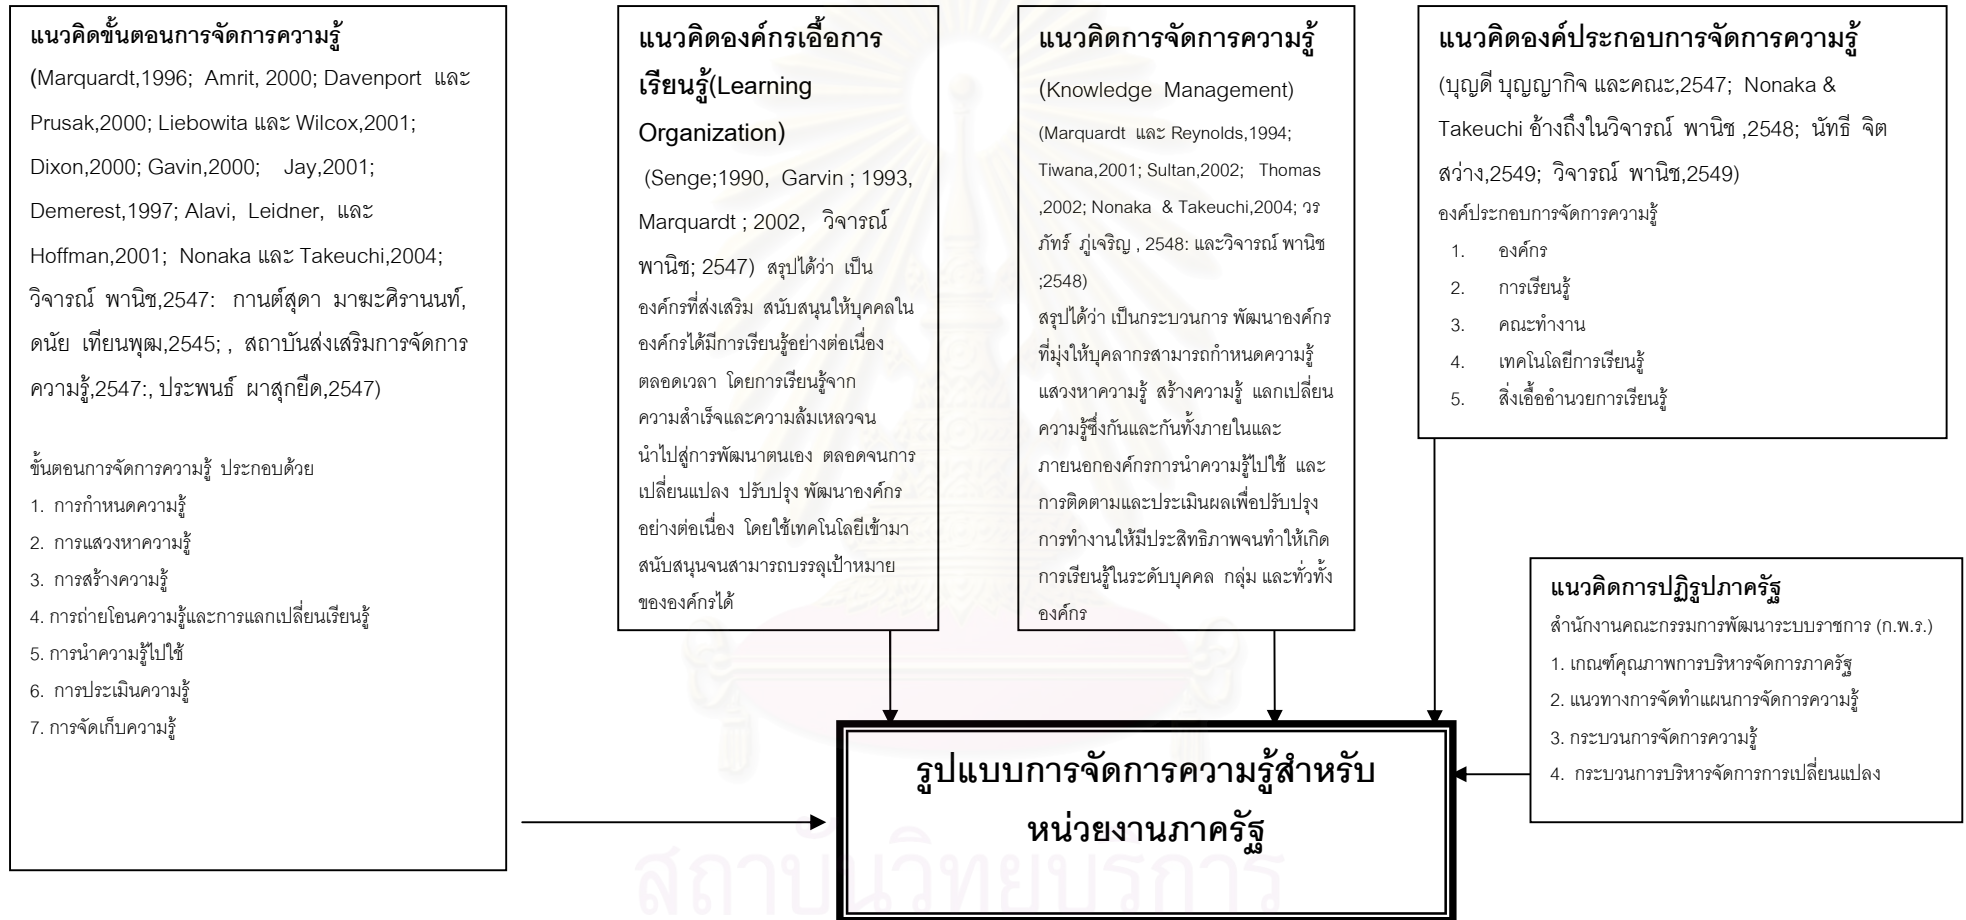 แนวคิดขั้นตอนการจัดการความรู้
(Marquardt,1996; Amrit, 2000; Davenport และ
Prusak,2000; Liebowita และ Wilcox,2001;
Dixon,2000; Gavin,2000; Jay,2001;
Demerest,1997; Alavi, Leidner, และ
Hoffman,2001; Nonaka และ Takeuchi,2004;
วิจารณ์ พานิช,2547: กานต์สุดา มาฆะศิรานนท์,
ดนัย เทียนพุฒ,2545; , สถาบันส่งเสริมการจัดการ
ความรู้,2547:, ประพนธ์ ผาสุกยืด,2547)
ขั้นตอนการจัดการความรู้ ประกอบด้วย
1. การกำหนดความรู้
2. การแสวงหาความรู้
3. การสร้างความรู้
4. การถ่ายโอนความรู้และการแลกเปลี่ยนเรียนรู้
5. การนำความรู้ไปใช้
6. การประเมินความรู้
7. การจัดเก็บความรู้
แนวคิดองค์กรเอื้อการ
เรียนรู้(Learning
Organization)
(Senge;1990, Garvin ; 1993,
Marquardt ; 2002, วิจารณ์
พานิช; 2547) สรุปได้ว่า เป็น
องค์กรที่ส่งเสริม สนับสนุนให้บุคคลใน
องค์กรได้มีการเรียนรู้อย่างต่อเนื่อง
ตลอดเวลา โดยการเรียนรู้จาก
ความสำเร็จและความล้มเหลวจน
นำไปสู่การพัฒนาตนเอง ตลอดจนการ
เปลี่ยนแปลง ปรับปรุง พัฒนาองค์กร
อย่างต่อเนื่อง โดยใช้เทคโนโลยีเข้ามา
สนับสนุนจนสามารถบรรลุเป้าหมาย
ขององค์กรได้
แนวคิดการจัดการความรู้
(Knowledge Management)
(Marquardt และ Reynolds,1994;
Tiwana,2001; Sultan,2002; Thomas
,2002; Nonaka & Takeuchi,2004; วร
ภัทร์ ภู่เจริญ , 2548: และวิจารณ์ พานิช
;2548)
สรุปได้ว่า เป็นกระบวนการ พัฒนาองค์กร
ที่มุ่งให้บุคลากรสามารถกำหนดความรู้
แสวงหาความรู้ สร้างความรู้ แลกเปลี่ยน
ความรู้ซึ่งกันและกันทั้งภายในและ
ภายนอกองค์กรการนำความรู้ไปใช้ และ
การติดตามและประเมินผลเพื่อปรับปรุง
การทำงานให้มีประสิทธิภาพจนทำให้เกิด
การเรียนรู้ในระดับบุคคล กลุ่ม และทั่วทั้ง
องค์กร
แนวคิดองค์ประกอบการจัดการความรู้
(บุญดี บุญญากิจ และคณะ,2547; Nonaka &
Takeuchi อ้างถึงในวิจารณ์ พานิช ,2548; นัทธี จิต
สว่าง,2549; วิจารณ์ พานิช,2549)
องค์ประกอบการจัดการความรู้
1. องค์กร
2. การเรียนรู้
3. คณะทำงาน
4. เทคโนโลยีการเรียนรู้
5. สิ่งเอื้ออำนวยการเรียนรู้
แนวคิดการปฏิรูปภาครัฐ
สำนักงานคณะกรรมการพัฒนาระบบราชการ (ก.พ.ร.)
1. เกณฑ์คุณภาพการบริหารจัดการภาครัฐ
2. แนวทางการจัดทำแผนการจัดการความรู้
3. กระบวนการจัดการความรู้
4. กระบวนการบริหารจัดการการเปลี่ยนแปลง
รูปแบบการจัดการความรู้สำหรับ
หน่วยงานภาครัฐ
สถาบันวิทยบริการ